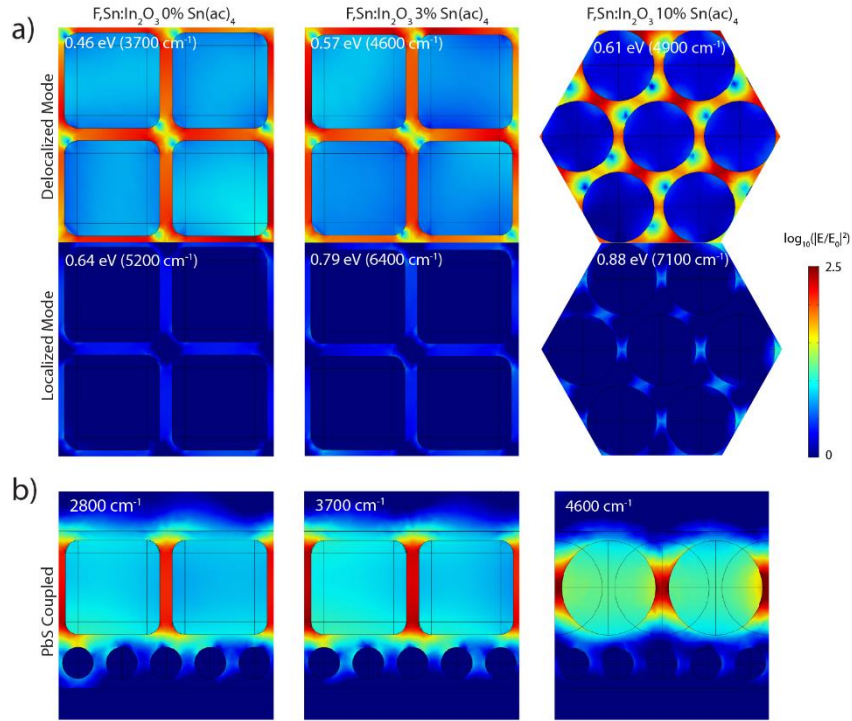 a)
F,Sn:In₂O₃ 0% Sn(ac)₄
F,Sn:In₂O₃ 3% Sn(ac)₄
F,Sn:In₂O₃ 10% Sn(ac)₄
Delocalized Mode
0.46 eV (3700 cm⁻¹)
0.57 eV (4600 cm⁻¹)
0.61 eV (4900 cm⁻¹)
Localized Mode
0.64 eV (5200 cm⁻¹)
0.79 eV (6400 cm⁻¹)
0.88 eV (7100 cm⁻¹)
log₁₀(|E/E₀|²)
2.5
0
b)
PbS Coupled
2800 cm⁻¹
3700 cm⁻¹
4600 cm⁻¹